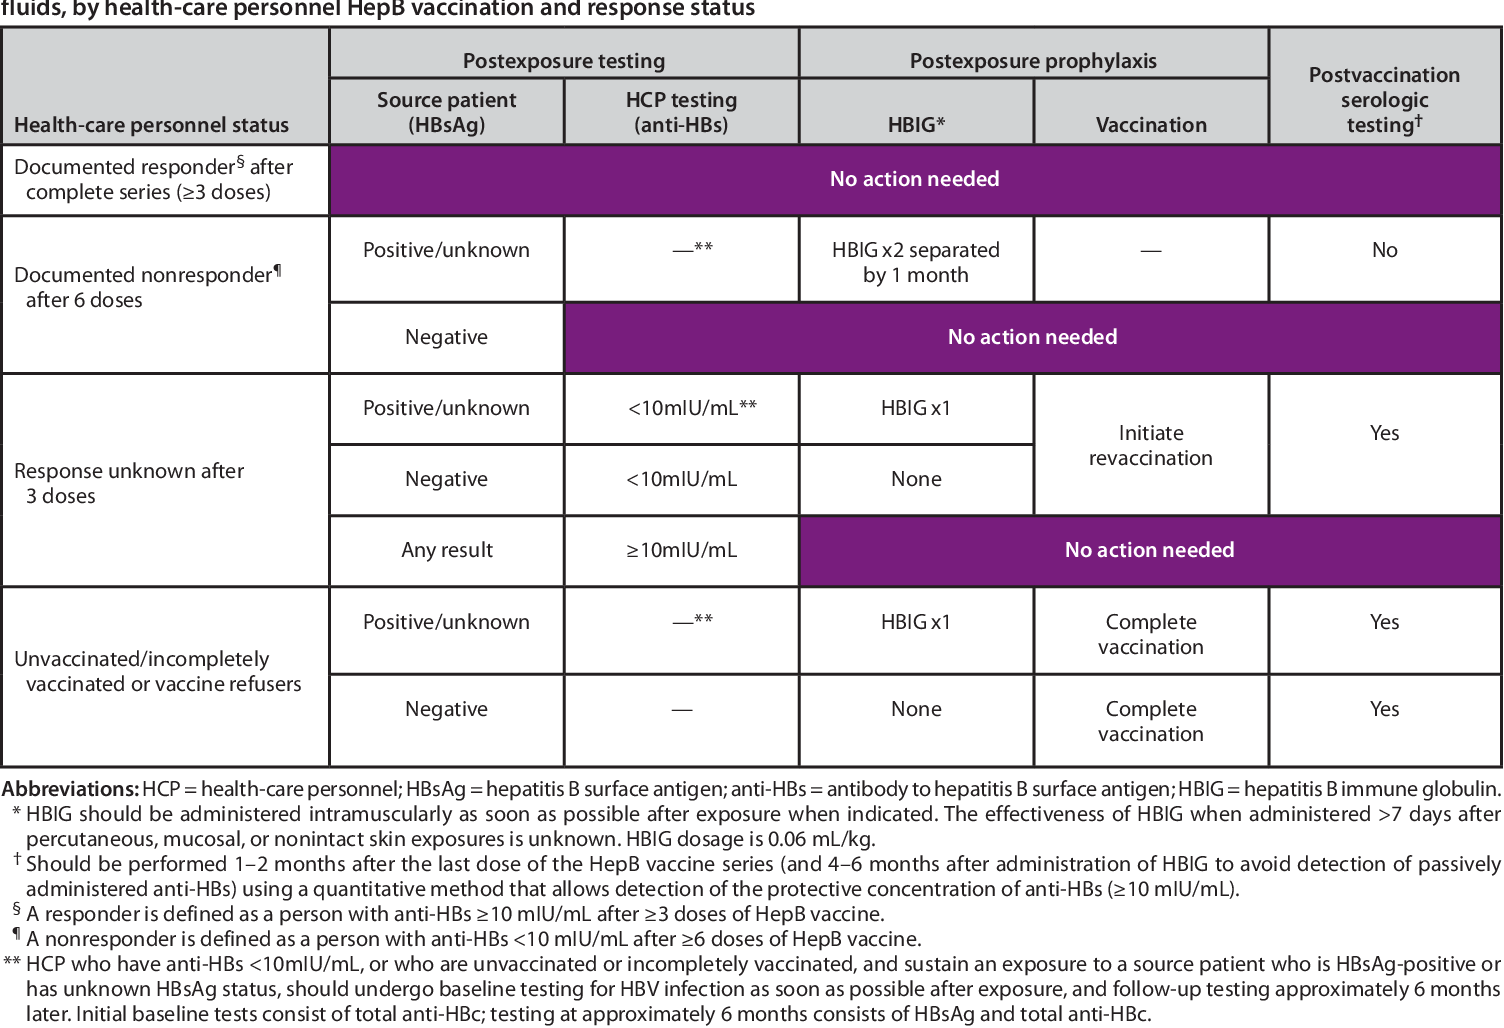 fluids, by health-care personnel HepB vaccination and response status
Health-care personnel status
Postexposure testing
Postexposure prophylaxis
Postvaccination
serologic
testing†
Source patient
(HBsAg)
HCP testing
(anti-HBs)
HBIG*
Vaccination
Documented responder§ after
complete series (≥3 doses)
No action needed
Documented nonresponder¶
after 6 doses
Positive/unknown
—**
HBIG x2 separated
by 1 month
—
No
Negative
No action needed
Response unknown after
3 doses
Positive/unknown
<10mIU/mL**
HBIG x1
Initiate
revaccination
Yes
Negative
<10mIU/mL
None
Any result
≥10mIU/mL
No action needed
Unvaccinated/incompletely
vaccinated or vaccine refusers
Positive/unknown
—**
HBIG x1
Complete
vaccination
Yes
Negative
—
None
Complete
vaccination
Yes
Abbreviations: HCP = health-care personnel; HBsAg = hepatitis B surface antigen; anti-HBs = antibody to hepatitis B surface antigen; HBIG = hepatitis B immune globulin.
* HBIG should be administered intramuscularly as soon as possible after exposure when indicated. The effectiveness of HBIG when administered >7 days after
percutaneous, mucosal, or nonintact skin exposures is unknown. HBIG dosage is 0.06 mL/kg.
† Should be performed 1–2 months after the last dose of the HepB vaccine series (and 4–6 months after administration of HBIG to avoid detection of passively
administered anti-HBs) using a quantitative method that allows detection of the protective concentration of anti-HBs (≥10 mIU/mL).
§ A responder is defined as a person with anti-HBs ≥10 mIU/mL after ≥3 doses of HepB vaccine.
¶ A nonresponder is defined as a person with anti-HBs <10 mIU/mL after ≥6 doses of HepB vaccine.
** HCP who have anti-HBs <10mIU/mL, or who are unvaccinated or incompletely vaccinated, and sustain an exposure to a source patient who is HBsAg-positive or
has unknown HBsAg status, should undergo baseline testing for HBV infection as soon as possible after exposure, and follow-up testing approximately 6 months
later. Initial baseline tests consist of total anti-HBc; testing at approximately 6 months consists of HBsAg and total anti-HBc.